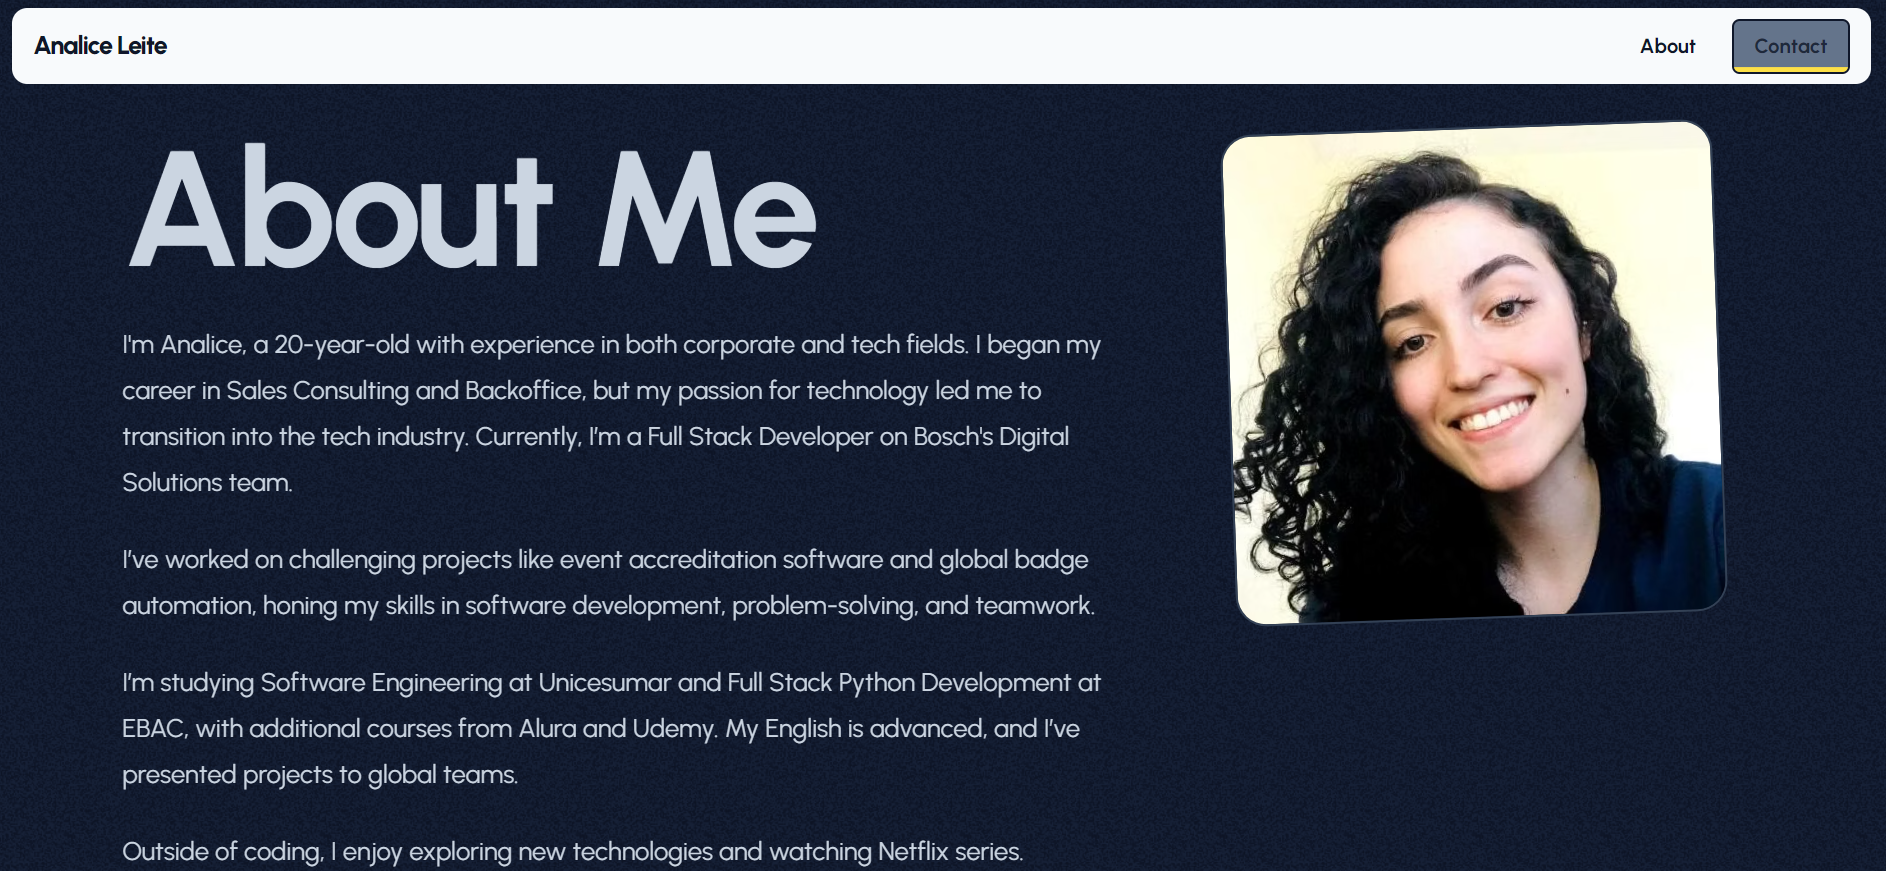 Analice Leite
About
Contact
About Me
I'm Analice, a 20-year-old with experience in both corporate and tech fields. I began my
career in Sales Consulting and Backoffice, but my passion for technology led me to
transition into the tech industry. Currently, I’m a Full Stack Developer on Bosch's Digital
Solutions team.
I’ve worked on challenging projects like event accreditation software and global badge
automation, honing my skills in software development, problem-solving, and teamwork.
I’m studying Software Engineering at Unicesumar and Full Stack Python Development at
EBAC, with additional courses from Alura and Udemy. My English is advanced, and I’ve
presented projects to global teams.
Outside of coding, I enjoy exploring new technologies and watching Netflix series.